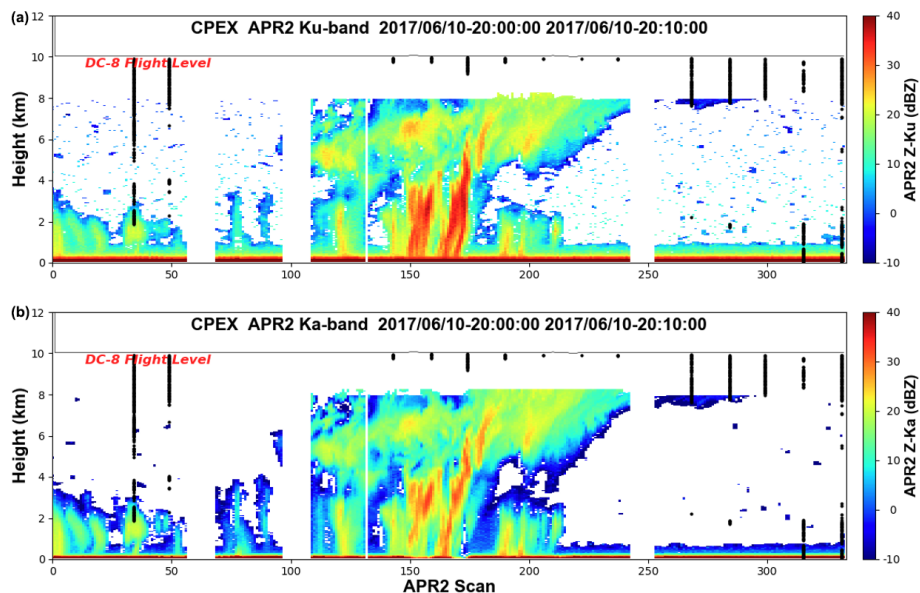 (a)
CPEX APR2 Ku-band 2017/06/10-20:00:00 2017/06/10-20:10:00
DC-8 Flight Level
Height (km)
12
10
8
6
4
2
0
0 50 100 150 200 250 300
40
30
20
10
0
-10
APR2 Z-Ku (dBZ)
(b)
CPEX APR2 Ka-band 2017/06/10-20:00:00 2017/06/10-20:10:00
DC-8 Flight Level
Height (km)
12
10
8
6
4
2
0
0 50 100 150 200 250 300
APR2 Scan
40
30
20
10
0
-10
APR2 Z-Ka (dBZ)